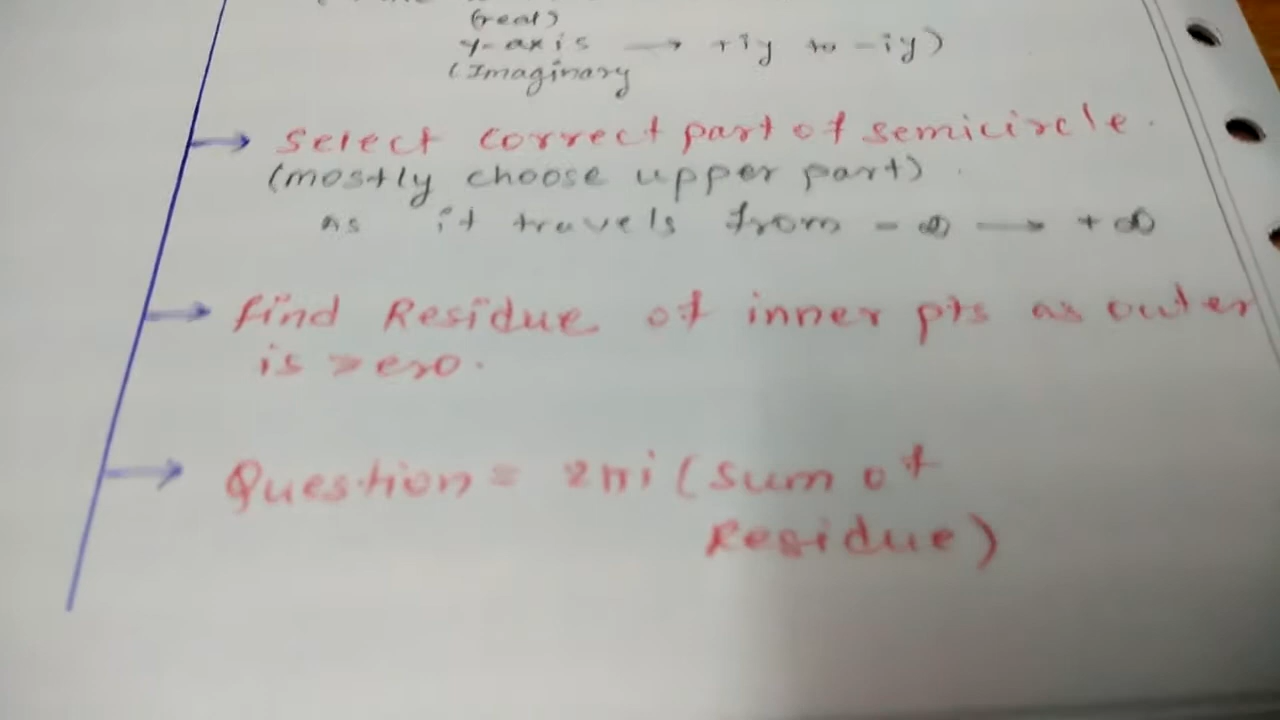 (real)
y-axis → +iy to -iy)
(Imaginary
→ Select correct part of semicircle.
(mostly choose upper part)
as it travels from -∞ → +∞
→ find Residue of inner pts as outer
is zero.
→ Question = 2πi (sum of
Residue)